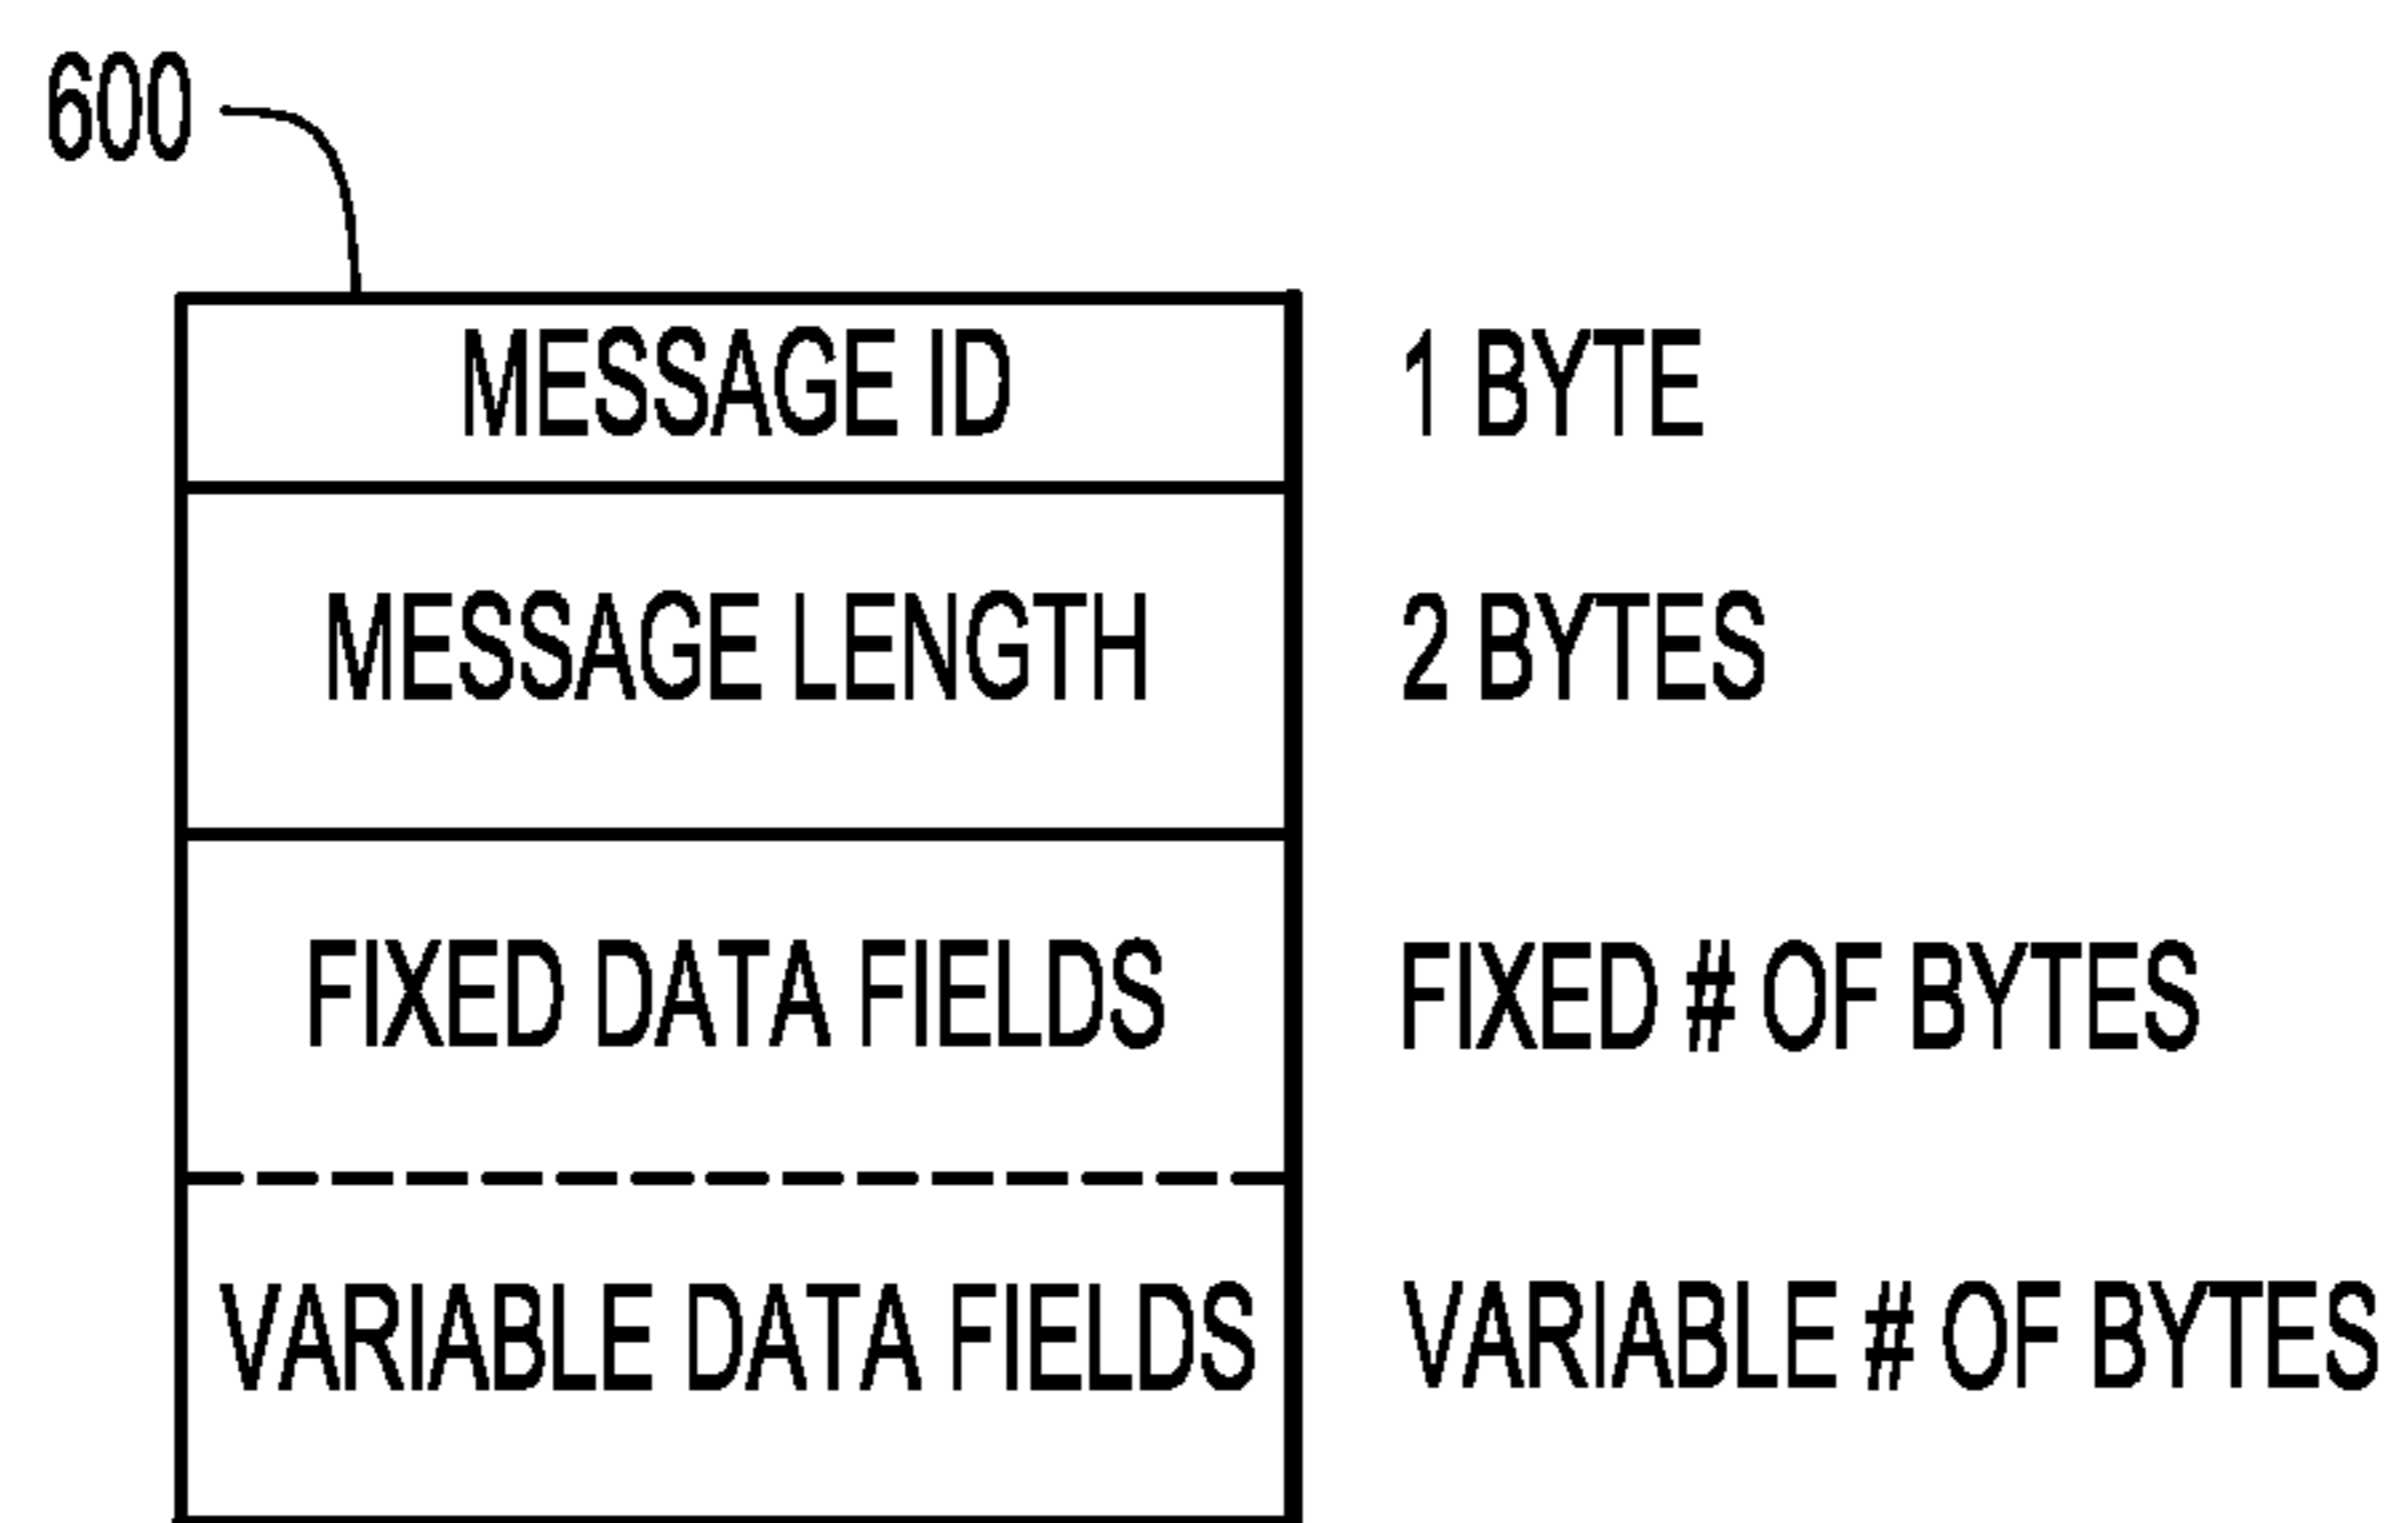 600
MESSAGE ID 1 BYTE
MESSAGE LENGTH 2 BYTES
FIXED DATA FIELDS FIXED # OF BYTES
VARIABLE DATA FIELDS VARIABLE # OF BYTES